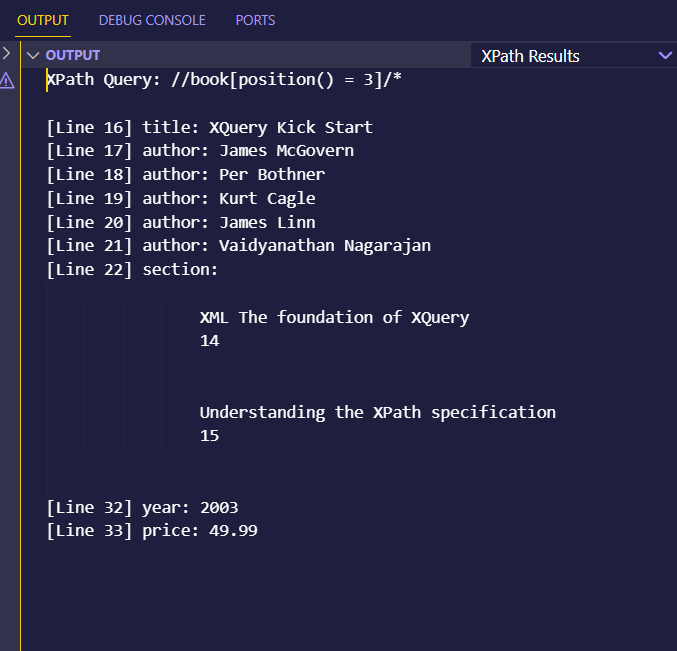 OUTPUT DEBUG CONSOLE PORTS
OUTPUT XPath Results
XPath Query: //book[position() = 3]/*
[Line 16] title: XQuery Kick Start
[Line 17] author: James McGovern
[Line 18] author: Per Bothner
[Line 19] author: Kurt Cagle
[Line 20] author: James Linn
[Line 21] author: Vaidyanathan Nagarajan
[Line 22] section:
XML The foundation of XQuery
14
Understanding the XPath specification
15
[Line 32] year: 2003
[Line 33] price: 49.99